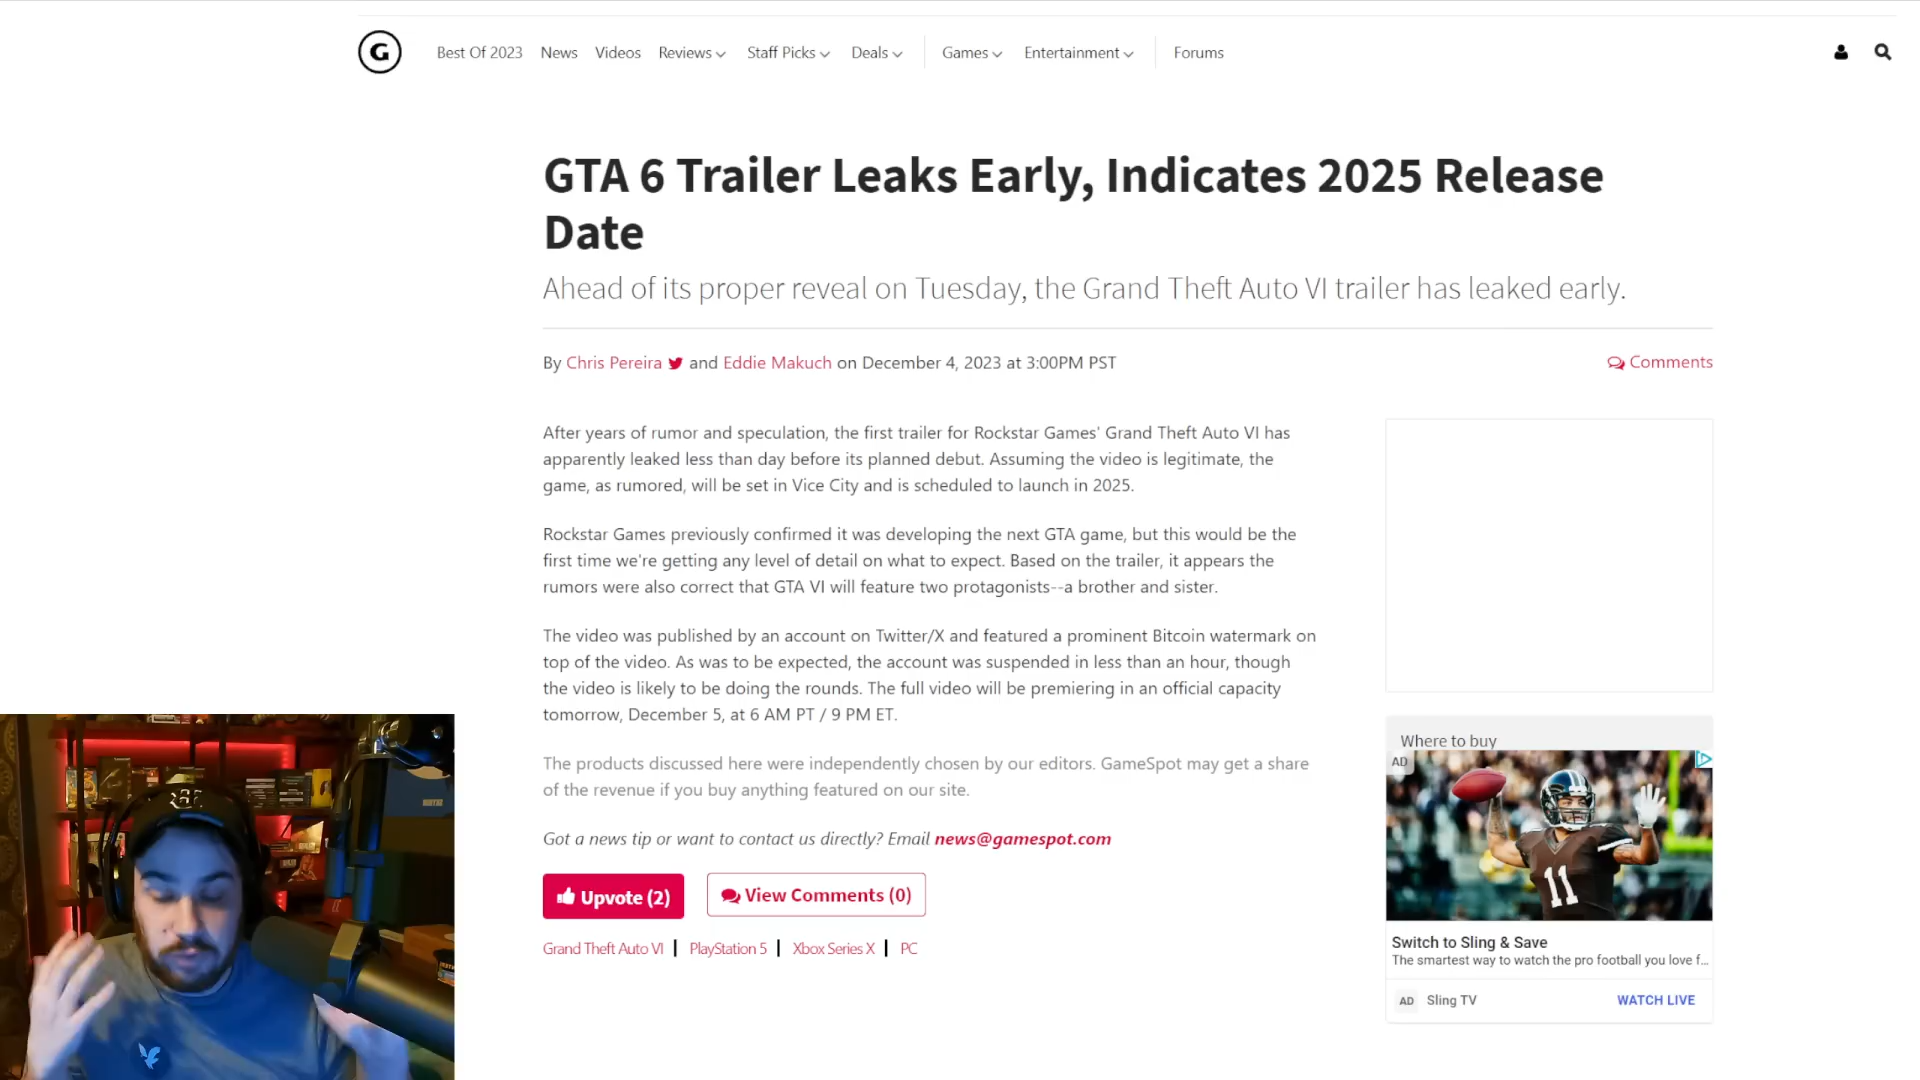 G
Best Of 2023 News Videos Reviews Staff Picks Deals Games Entertainment Forums
GTA 6 Trailer Leaks Early, Indicates 2025 Release
Date
Ahead of its proper reveal on Tuesday, the Grand Theft Auto VI trailer has leaked early.
By Chris Pereira and Eddie Makuch on December 4, 2023 at 3:00PM PST
Comments
After years of rumor and speculation, the first trailer for Rockstar Games' Grand Theft Auto VI has
apparently leaked less than day before its planned debut. Assuming the video is legitimate, the
game, as rumored, will be set in Vice City and is scheduled to launch in 2025.
Rockstar Games previously confirmed it was developing the next GTA game, but this would be the
first time we're getting any level of detail on what to expect. Based on the trailer, it appears the
rumors were also correct that GTA VI will feature two protagonists--a brother and sister.
The video was published by an account on Twitter/X and featured a prominent Bitcoin watermark on
top of the video. As was to be expected, the account was suspended in less than an hour, though
the video is likely to be doing the rounds. The full video will be premiering in an official capacity
tomorrow, December 5, at 6 AM PT / 9 PM ET.
The products discussed here were independently chosen by our editors. GameSpot may get a share
of the revenue if you buy anything featured on our site.
Got a news tip or want to contact us directly? Email news@gamespot.com
Upvote (2)
View Comments (0)
Grand Theft Auto VI | PlayStation 5 | Xbox Series X | PC
Where to buy
AD
11
Switch to Sling & Save
The smartest way to watch the pro football you love f...
AD Sling TV WATCH LIVE